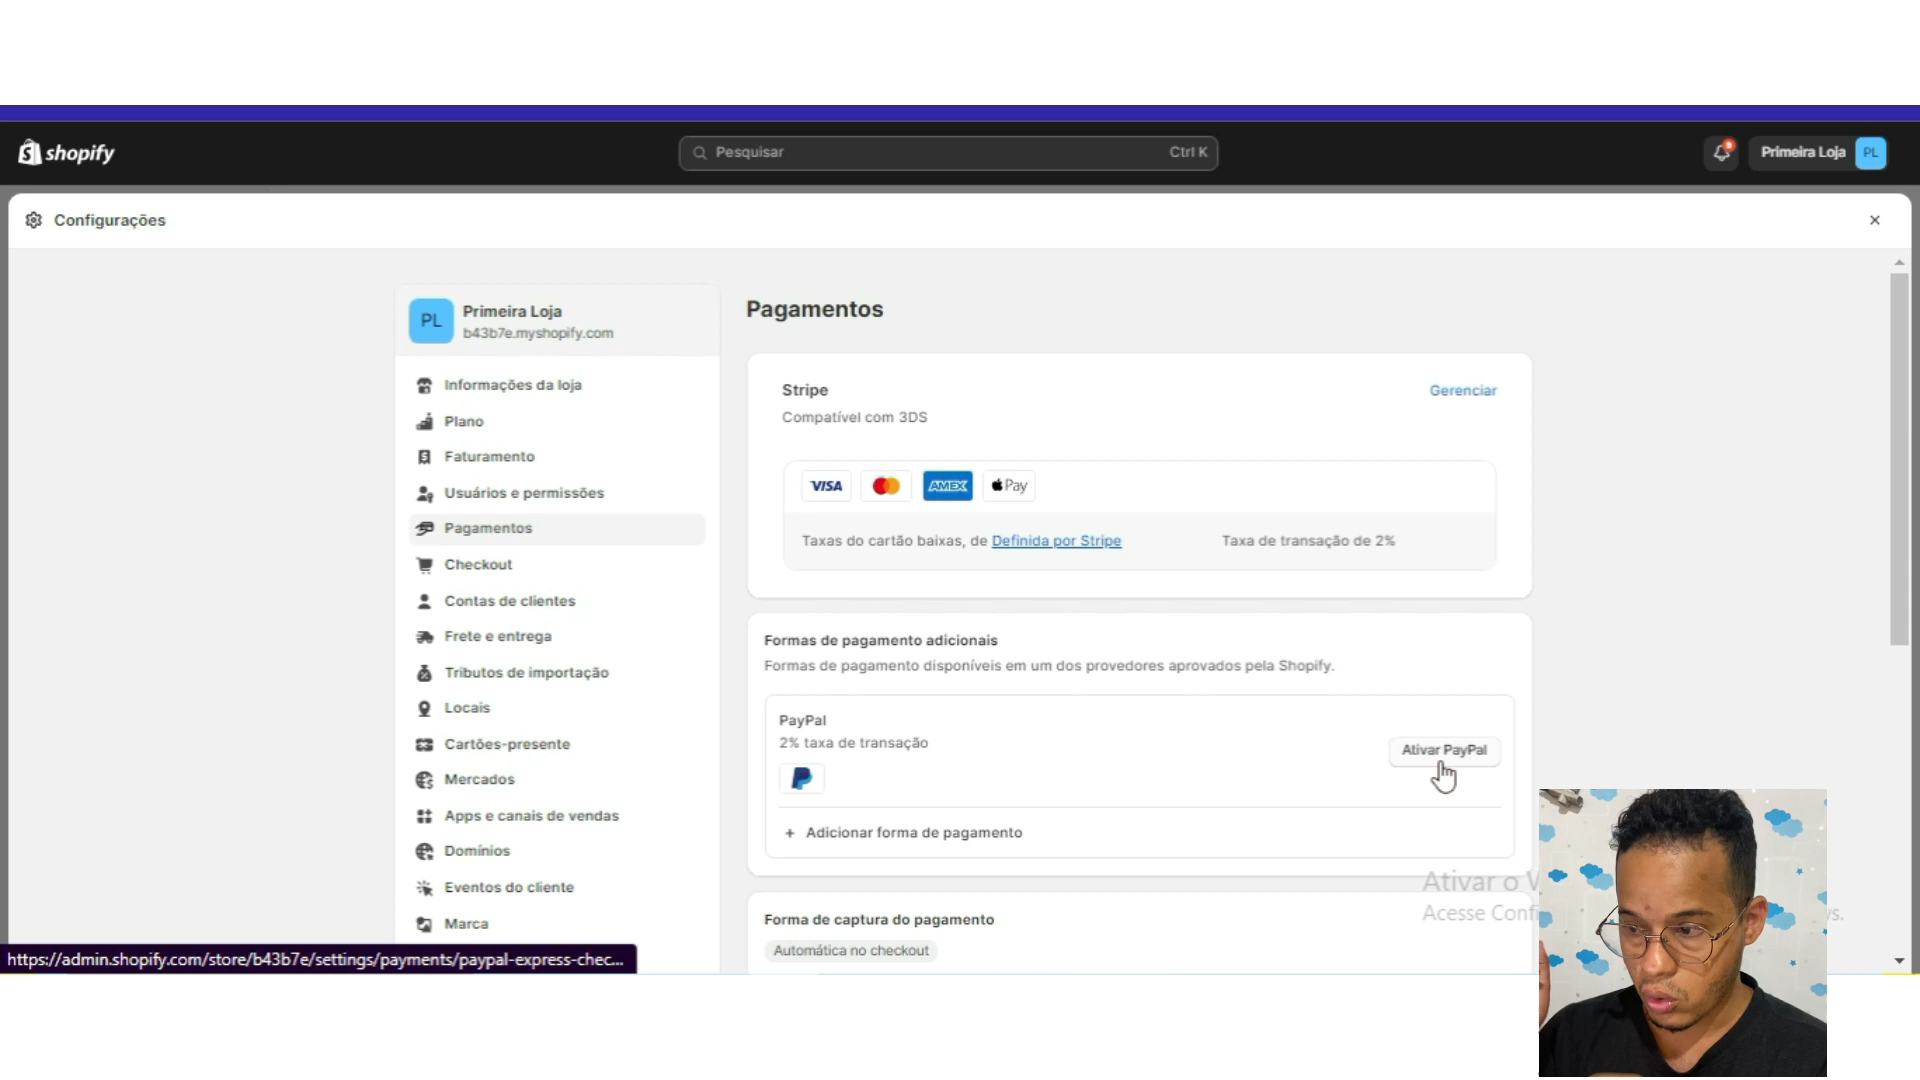 shopify
Pesquisar
Ctrl K
Primeira Loja
PL
Configurações
PL
Primeira Loja
b43b7e.myshopify.com
Informações da loja
Plano
Faturamento
Usuários e permissões
Pagamentos
Checkout
Contas de clientes
Frete e entrega
Tributos de importação
Locais
Cartões-presente
Mercados
Apps e canais de vendas
Domínios
Eventos do cliente
Marca
https://admin.shopify.com/store/b43b7e/settings/payments/paypal-express-chec...
Pagamentos
Stripe
Gerenciar
Compatível com 3DS
VISA
AMEX
Pay
Taxas do cartão baixas, de Definida por Stripe
Taxa de transação de 2%
Formas de pagamento adicionais
Formas de pagamento disponíveis em um dos provedores aprovados pela Shopify.
PayPal
2% taxa de transação
Ativar PayPal
+ Adicionar forma de pagamento
Forma de captura do pagamento
Automática no checkout
Ativar o
Acesse